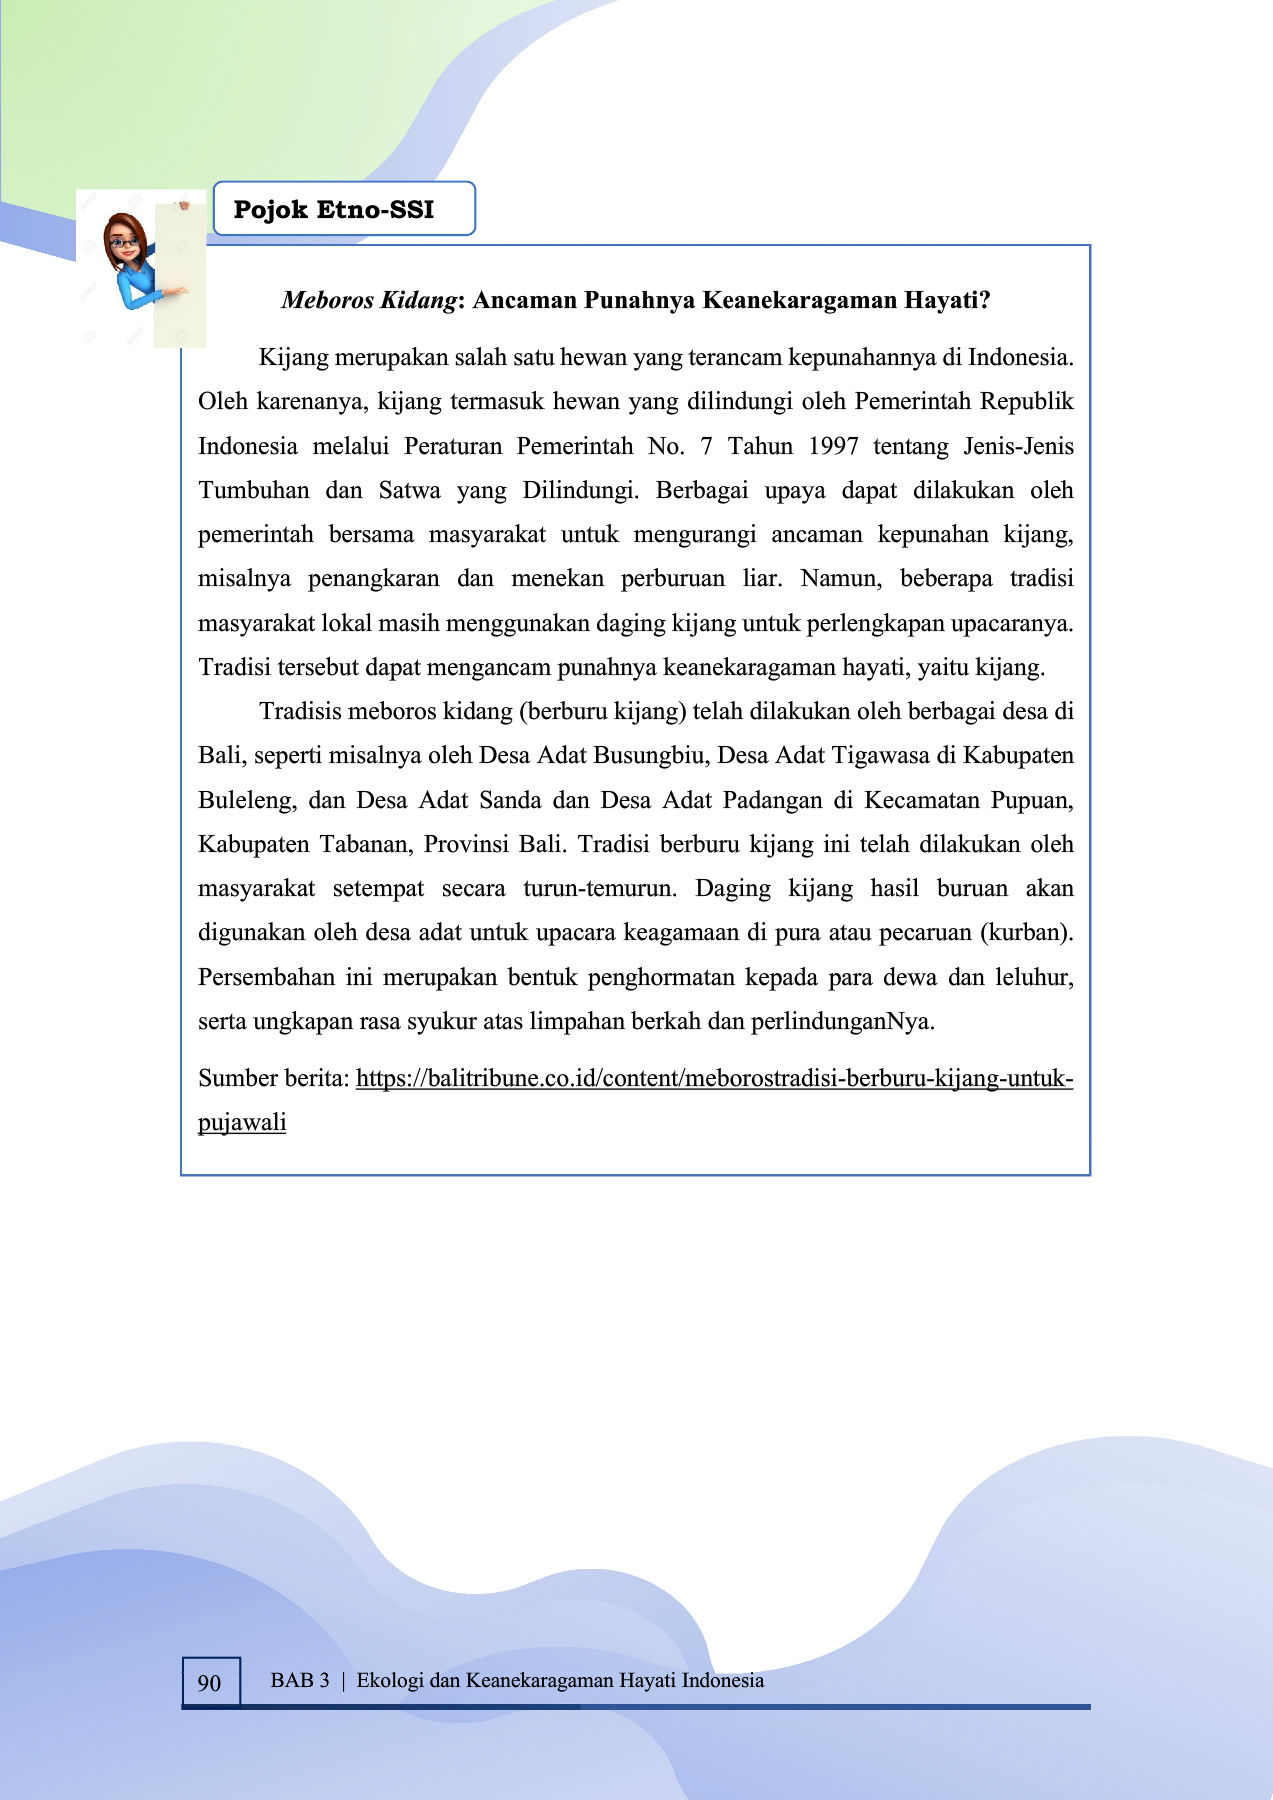 Pojok Etno-SSI
Meboros Kidang: Ancaman Punahnya Keanekaragaman Hayati?
Kijang merupakan salah satu hewan yang terancam kepunahannya di Indonesia.
Oleh karenanya, kijang termasuk hewan yang dilindungi oleh Pemerintah Republik
Indonesia melalui Peraturan Pemerintah No. 7 Tahun 1997 tentang Jenis-Jenis
Tumbuhan dan Satwa yang Dilindungi. Berbagai upaya dapat dilakukan oleh
pemerintah bersama masyarakat untuk mengurangi ancaman kepunahan kijang,
misalnya penangkaran dan menekan perburuan liar. Namun, beberapa tradisi
masyarakat lokal masih menggunakan daging kijang untuk perlengkapan upacaranya.
Tradisi tersebut dapat mengancam punahnya keanekaragaman hayati, yaitu kijang.
Tradisis meboros kidang (berburu kijang) telah dilakukan oleh berbagai desa di
Bali, seperti misalnya oleh Desa Adat Busungbiu, Desa Adat Tigawasa di Kabupaten
Buleleng, dan Desa Adat Sanda dan Desa Adat Padangan di Kecamatan Pupuan,
Kabupaten Tabanan, Provinsi Bali. Tradisi berburu kijang ini telah dilakukan oleh
masyarakat setempat secara turun-temurun. Daging kijang hasil buruan akan
digunakan oleh desa adat untuk upacara keagamaan di pura atau pecaruan (kurban).
Persembahan ini merupakan bentuk penghormatan kepada para dewa dan leluhur,
serta ungkapan rasa syukur atas limpahan berkah dan perlindunganNya.
Sumber berita: https://balitribune.co.id/content/meborostradisi-berburu-kijang-untuk-
pujawali
90 BAB 3 | Ekologi dan Keanekaragaman Hayati Indonesia